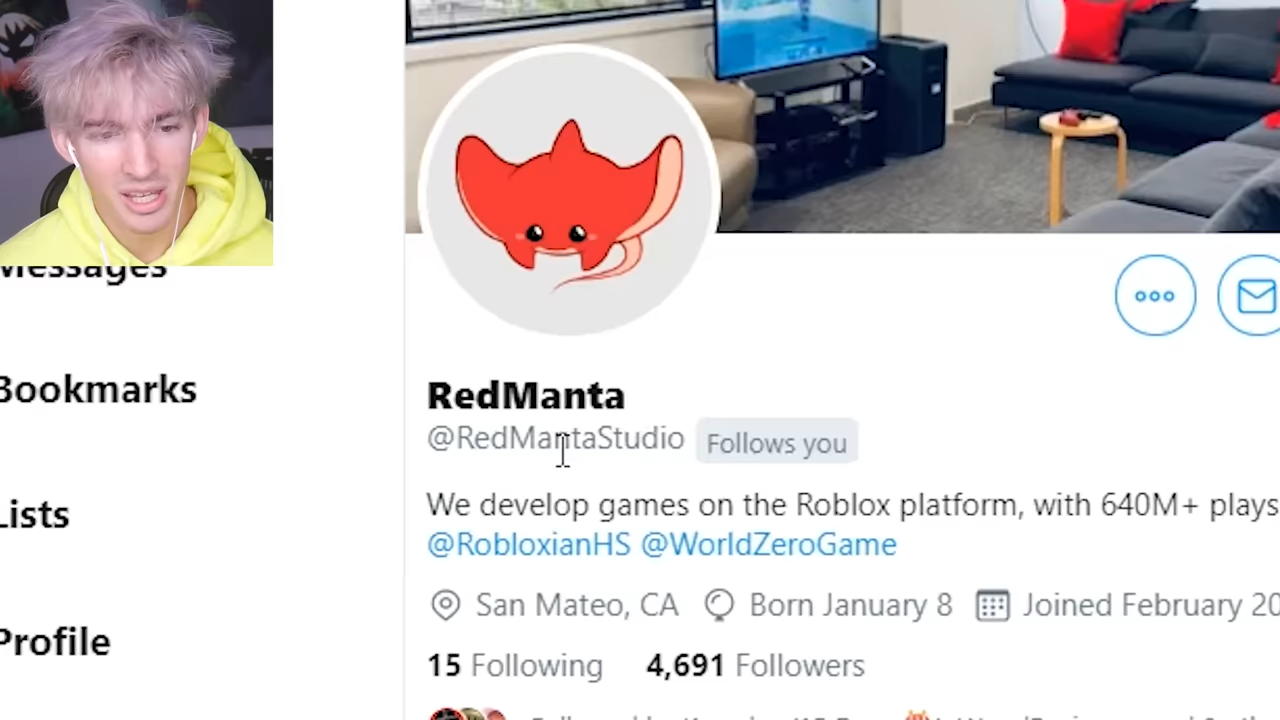 Messages
Bookmarks
Lists
Profile
RedManta
@RedMantaStudio Follows you
We develop games on the Roblox platform, with 640M+ plays
@RobloxianHS @WorldZeroGame
San Mateo, CA Born January 8 Joined February 20
15 Following 4,691 Followers